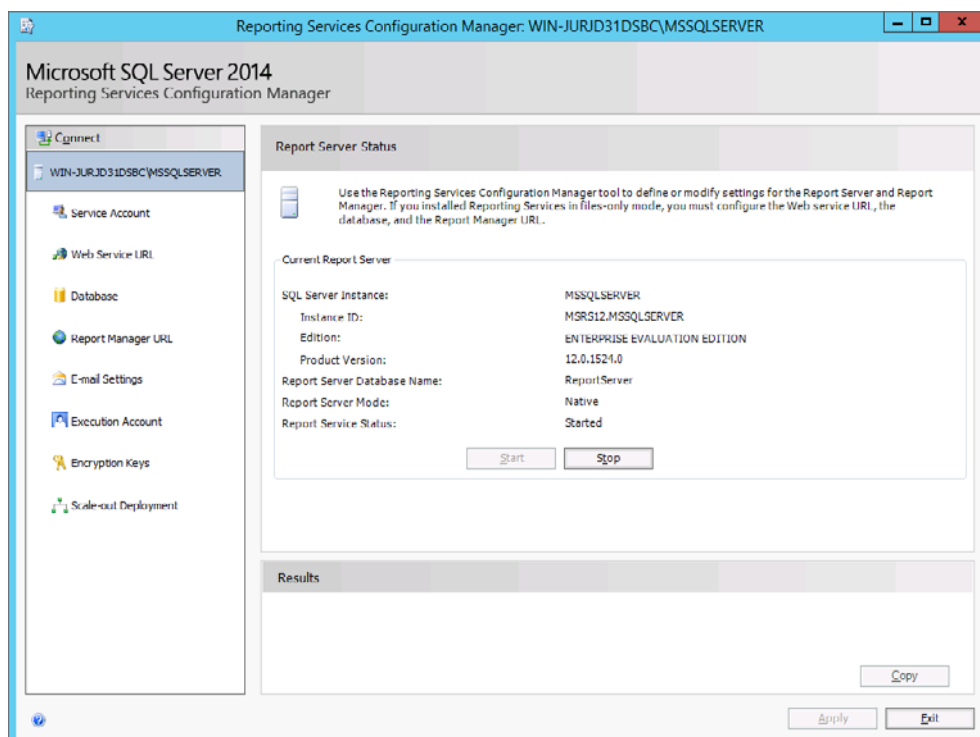 Reporting Services Configuration Manager: WIN-JURJD31DSBC\MSSQLSERVER
Microsoft SQL Server 2014
Reporting Services Configuration Manager
Connect
WIN-JURJD31DSBC\MSSQLSERVER
Service Account
Web Service URL
Database
Report Manager URL
E-mail Settings
Execution Account
Encryption Keys
Scale-out Deployment
Report Server Status
Use the Reporting Services Configuration Manager tool to define or modify settings for the Report Server and Report
Manager. If you installed Reporting Services in files-only mode, you must configure the Web service URL, the
database, and the Report Manager URL.
Current Report Server
SQL Server Instance: MSSQLSERVER
Instance ID: MSRS12.MSSQLSERVER
Edition: ENTERPRISE EVALUATION EDITION
Product Version: 12.0.1524.0
Report Server Database Name: ReportServer
Report Server Mode: Native
Report Service Status: Started
Start Stop
Results
Copy
Apply Exit